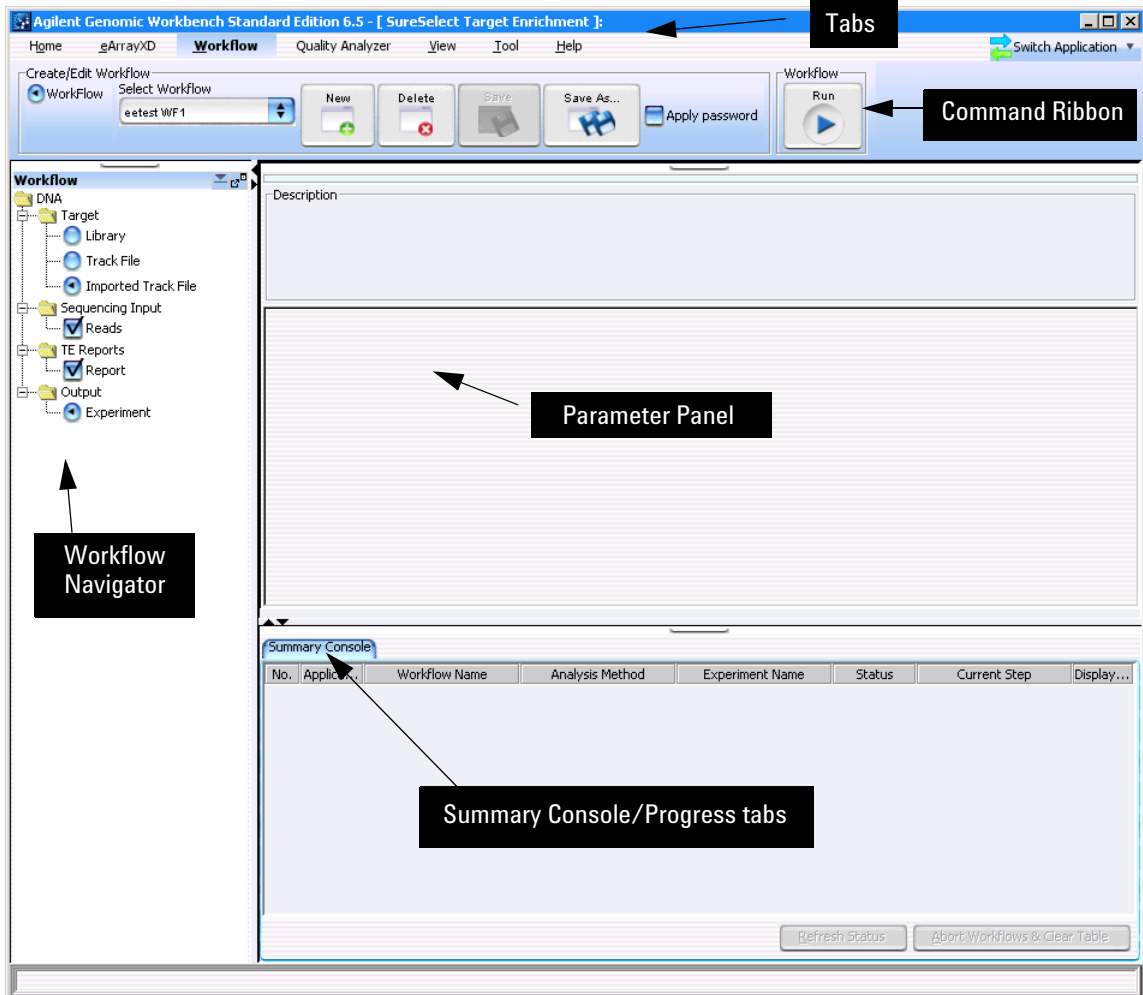 Agilent Genomic Workbench Standard Edition 6.5 - [ SureSelect Target Enrichment ]:
Tabs
Home eArrayXD Workflow Quality Analyzer View Tool Help Switch Application
Create/Edit Workflow
WorkFlow Select Workflow
eetest WF1
New Delete Save Save As...
Apply password
Workflow
Run
Command Ribbon
Workflow
DNA
Target
Library
Track File
Imported Track File
Sequencing Input
Reads
TE Reports
Report
Output
Experiment
Workflow
Navigator
Description
Parameter Panel
Summary Console
No. Applica... Workflow Name Analysis Method Experiment Name Status Current Step Display...
Summary Console/Progress tabs
Refresh Status Abort Workflows & Clear Table